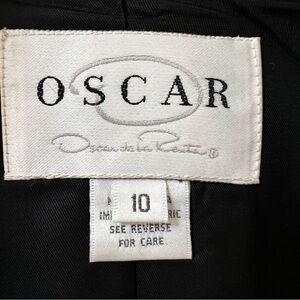 OSCAR
Oscar de la Renta ®
10
SEE REVERSE
FOR CARE